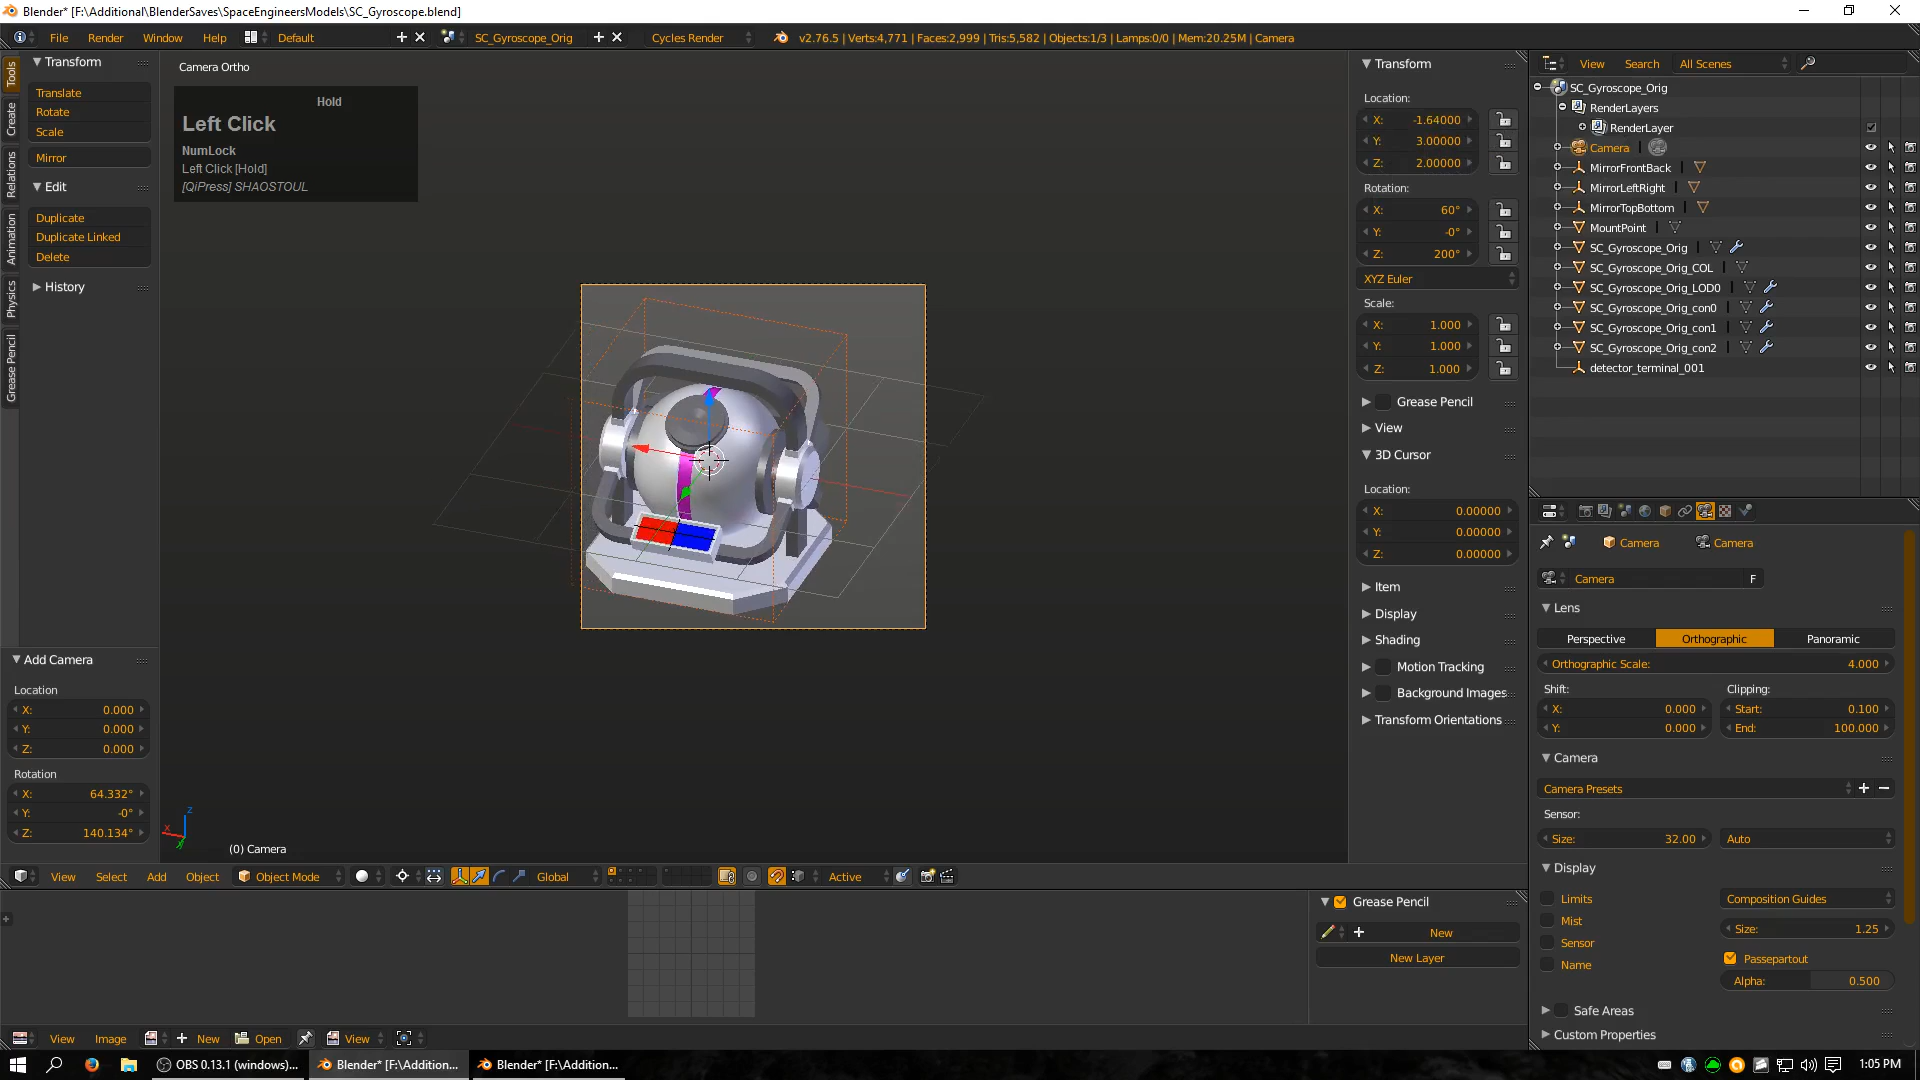 Blender* [F:\Additional\BlenderSaves\SpaceEngineersModels\SC_Gyroscope.blend]
File Render Window Help Default SC_Gyroscope_Orig Cycles Render v2.76.5 | Verts:4,771 | Faces:2,999 | Tris:5,582 | Objects:1/3 | Lamps:0/0 | Mem:20.25M | Camera
Tools
Create
Relations
Animation
Physics
Grease Pencil
Transform
Translate
Rotate
Scale
Mirror
Edit
Duplicate
Duplicate Linked
Delete
History
Add Camera
Location
X: 0.000
Y: 0.000
Z: 0.000
Rotation
X: 64.332°
Y: -0°
Z: 140.134°
Camera Ortho
Hold
Left Click
NumLock
Left Click [Hold]
[QiPress] SHAOSTOUL
z
x
y
(0) Camera
View Select Add Object Object Mode Global Active
Transform
Location:
X: -1.64000
Y: 3.00000
Z: 2.00000
Rotation:
X: 60°
Y: -0°
Z: 200°
XYZ Euler
Scale:
X: 1.000
Y: 1.000
Z: 1.000
Grease Pencil
View
3D Cursor
Location:
X: 0.00000
Y: 0.00000
Z: 0.00000
Item
Display
Shading
Motion Tracking
Background Images
Transform Orientations
View Search All Scenes
SC_Gyroscope_Orig
RenderLayers
RenderLayer
Camera
MirrorFrontBack
MirrorLeftRight
MirrorTopBottom
MountPoint
SC_Gyroscope_Orig
SC_Gyroscope_Orig_COL
SC_Gyroscope_Orig_LOD0
SC_Gyroscope_Orig_con0
SC_Gyroscope_Orig_con1
SC_Gyroscope_Orig_con2
detector_terminal_001
Camera Camera
Camera F
Lens
Perspective Orthographic Panoramic
Orthographic Scale: 4.000
Shift: Clipping:
X: 0.000 Start: 0.100
Y: 0.000 End: 100.000
Camera
Camera Presets
Sensor:
Size: 32.00 Auto
Display
Limits Composition Guides
Mist Size: 1.25
Sensor
Name Passepartout
Alpha: 0.500
Safe Areas
Custom Properties
Grease Pencil
New
New Layer
View Image New Open View
OBS 0.13.1 (windows)... Blender* [F:\Addition... Blender* [F:\Addition... 1:05 PM